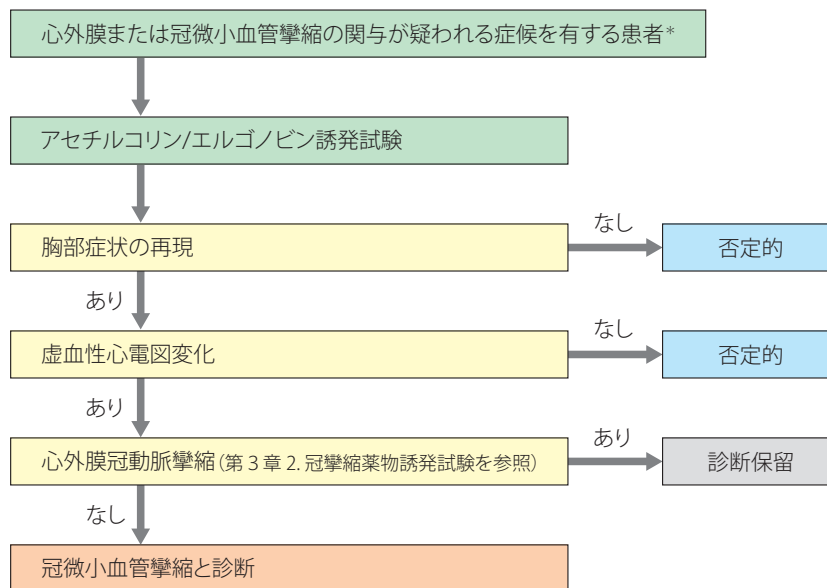 心外膜または冠微小血管攣縮の関与が疑われる症候を有する患者*
アセチルコリン/エルゴノビン誘発試験
胸部症状の再現
なし
否定的
あり
虚血性心電図変化
なし
否定的
あり
心外膜冠動脈攣縮(第3章2.冠攣縮薬物誘発試験を参照)
あり
診断保留
なし
冠微小血管攣縮と診断